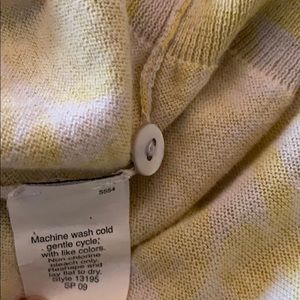 5554
Machine wash cold
gentle cycle,
with like colors.
Non chlorine
bleach only.
Reshape and
lay flat to dry.
Style 13195
SP 09